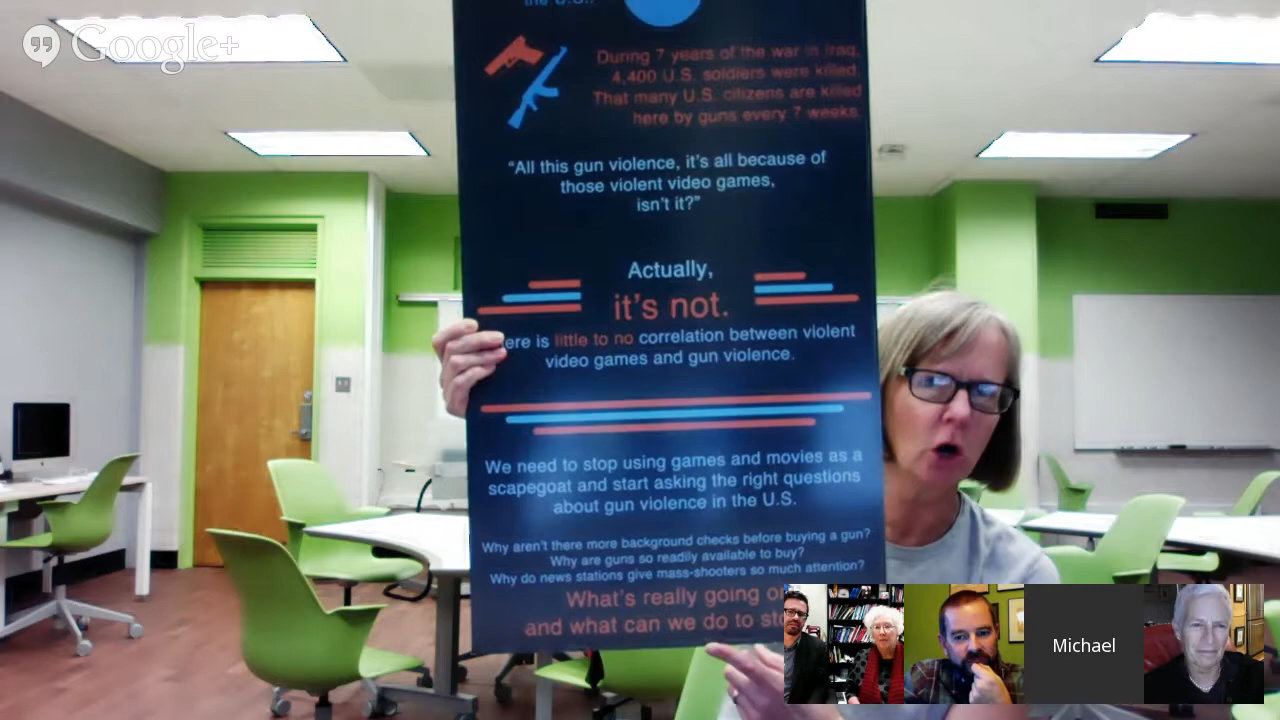 Google+
the U.S.?
During 7 years of the war in Iraq,
4,400 U.S. soldiers were killed.
That many U.S. citizens are killed
here by guns every 7 weeks.
“All this gun violence, it’s all because of
those violent video games,
isn’t it?”
Actually,
it’s not.
ere is little to no correlation between violent
video games and gun violence.
We need to stop using games and movies as a
scapegoat and start asking the right questions
about gun violence in the U.S.
Why aren’t there more background checks before buying a gun?
Why are guns so readily available to buy?
Why do news stations give mass-shooters so much attention?
What’s really going on
and what can we do to sto
Michael